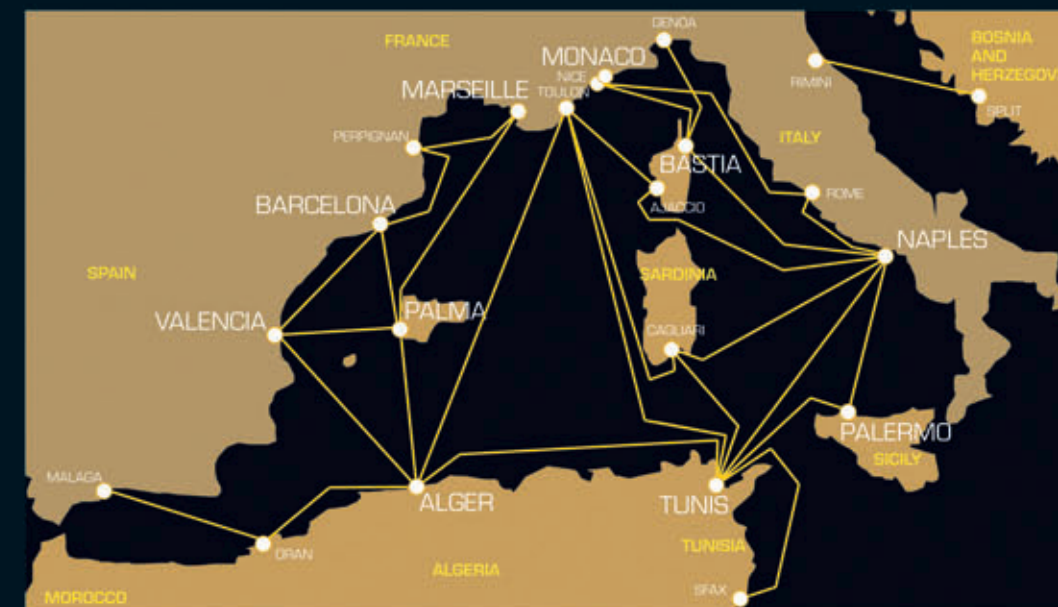 GENOA
FRANCE
BOSNIA
AND
HERZEGOV
MONACO
NICE
RIMINI
MARSEILLE
TOULON
SPLIT
PERPIGNAN
ITALY
BASTIA
ROME
AJACCIO
BARCELONA
NAPLES
SPAIN
SARDINIA
PALMA
VALENCIA
CAGLIARI
PALERMO
SICILY
MALAGA
ALGER
TUNIS
ORAN
TUNISIA
ALGERIA
SFAX
MOROCCO